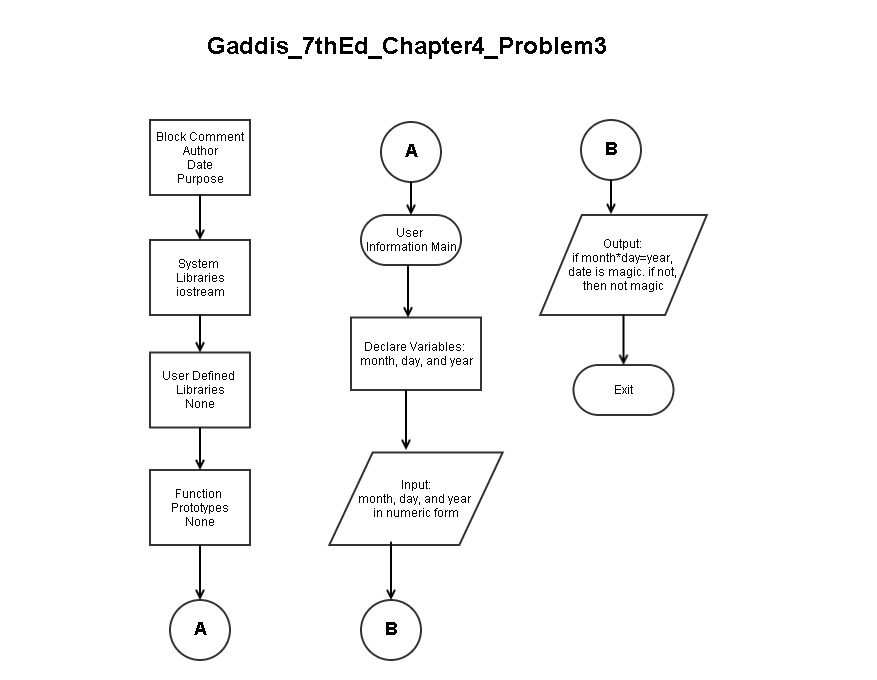 Gaddis_7thEd_Chapter4_Problem3
Block Comment
Author
Date
Purpose
System
Libraries
iostream
User Defined
Libraries
None
Function
Prototypes
None
A
A
User
Information Main
Declare Variables:
month, day, and year
Input:
month, day, and year
in numeric form
B
B
Output:
if month*day=year,
date is magic. if not,
then not magic
Exit